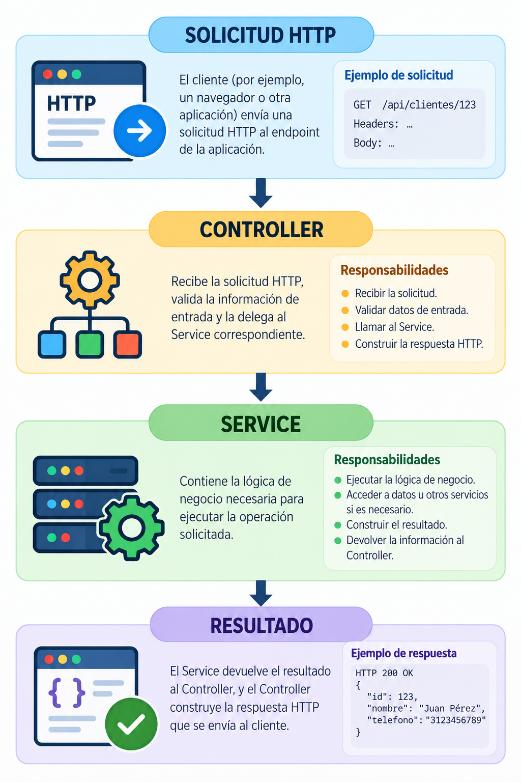 SOLICITUD HTTP
HTTP
El cliente (por ejemplo,
un navegador o otra
aplicación) envía una
solicitud HTTP al endpoint
de la aplicación.
Ejemplo de solicitud
GET /api/clientes/123
Headers: …
Body: …
CONTROLLER
Recibe la solicitud HTTP,
valida la información de
entrada y la delega al
Service correspondiente.
Responsabilidades
Recibir la solicitud.
Validar datos de entrada.
Llamar al Service.
Construir la respuesta HTTP.
SERVICE
Contiene la lógica de
negocio necesaria para
ejecutar la operación
solicitada.
Responsabilidades
Ejecutar la lógica de negocio.
Acceder a datos u otros servicios
si es necesario.
Construir el resultado.
Devolver la información al
Controller.
RESULTADO
{ }
El Service devuelve el resultado
al Controller, y el Controller
construye la respuesta HTTP
que se envía al cliente.
Ejemplo de respuesta
HTTP 200 OK
{
"id": 123,
"nombre": "Juan Pérez",
"telefono":"3123456789"
}